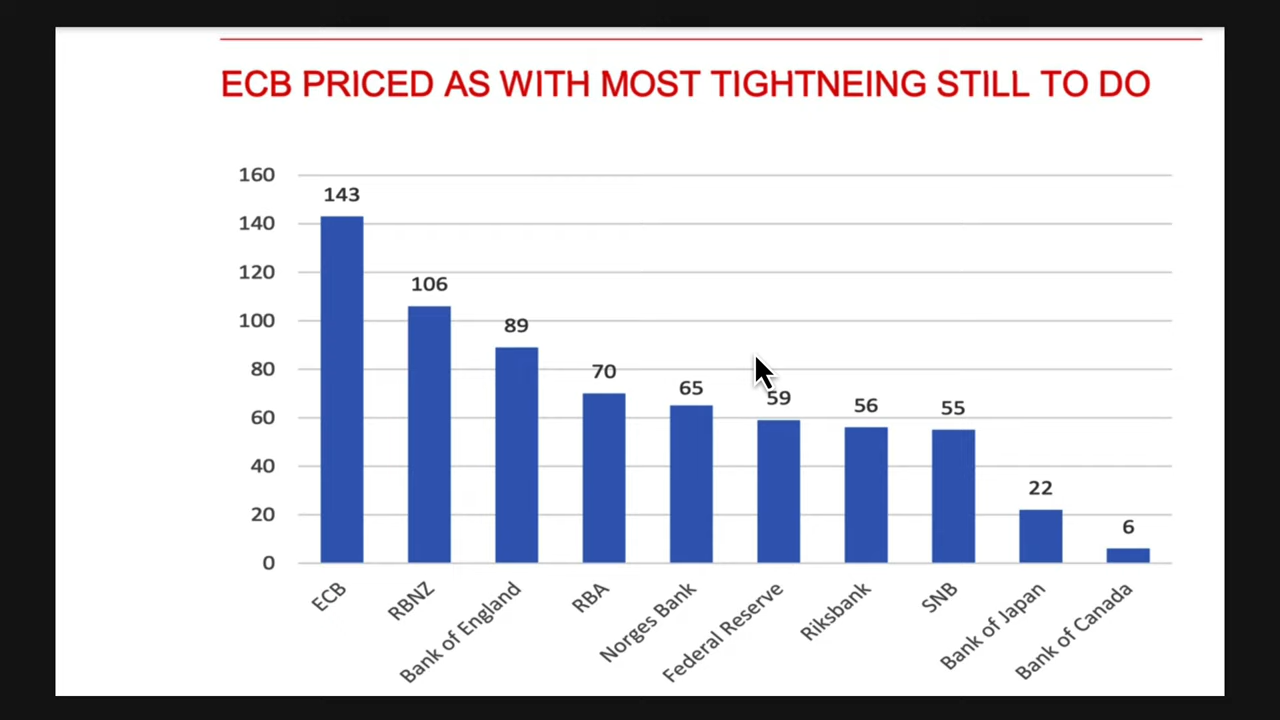 ECB PRICED AS WITH MOST TIGHTNEING STILL TO DO
160
140
120
100
80
60
40
20
0
143
106
89
70
65
59
56
55
22
6
ECB
RBNZ
Bank of England
RBA
Norges Bank
Federal Reserve
Riksbank
SNB
Bank of Japan
Bank of Canada